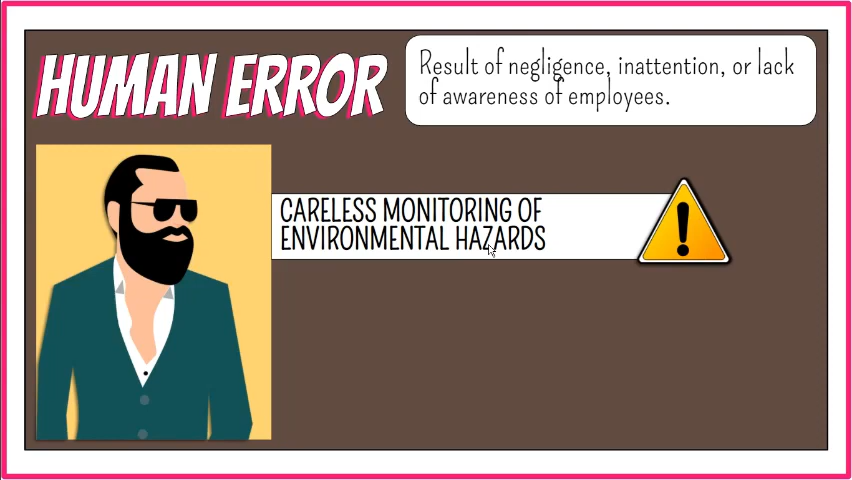 HUMAN ERROR
Result of negligence, inattention, or lack
of awareness of employees.
CARELESS MONITORING OF
ENVIRONMENTAL HAZARDS